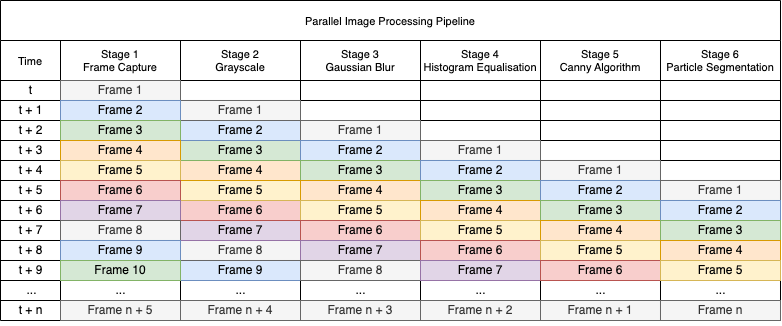 Parallel Image Processing Pipeline
Time Stage 1 Frame Capture Stage 2 Grayscale Stage 3 Gaussian Blur Stage 4 Histogram Equalisation Stage 5 Canny Algorithm Stage 6 Particle Segmentation
t Frame 1
t + 1 Frame 2 Frame 1
t + 2 Frame 3 Frame 2 Frame 1
t + 3 Frame 4 Frame 3 Frame 2 Frame 1
t + 4 Frame 5 Frame 4 Frame 3 Frame 2 Frame 1
t + 5 Frame 6 Frame 5 Frame 4 Frame 3 Frame 2 Frame 1
t + 6 Frame 7 Frame 6 Frame 5 Frame 4 Frame 3 Frame 2
t + 7 Frame 8 Frame 7 Frame 6 Frame 5 Frame 4 Frame 3
t + 8 Frame 9 Frame 8 Frame 7 Frame 6 Frame 5 Frame 4
t + 9 Frame 10 Frame 9 Frame 8 Frame 7 Frame 6 Frame 5
... ... ... ... ... ... ...
t + n Frame n + 5 Frame n + 4 Frame n + 3 Frame n + 2 Frame n + 1 Frame n